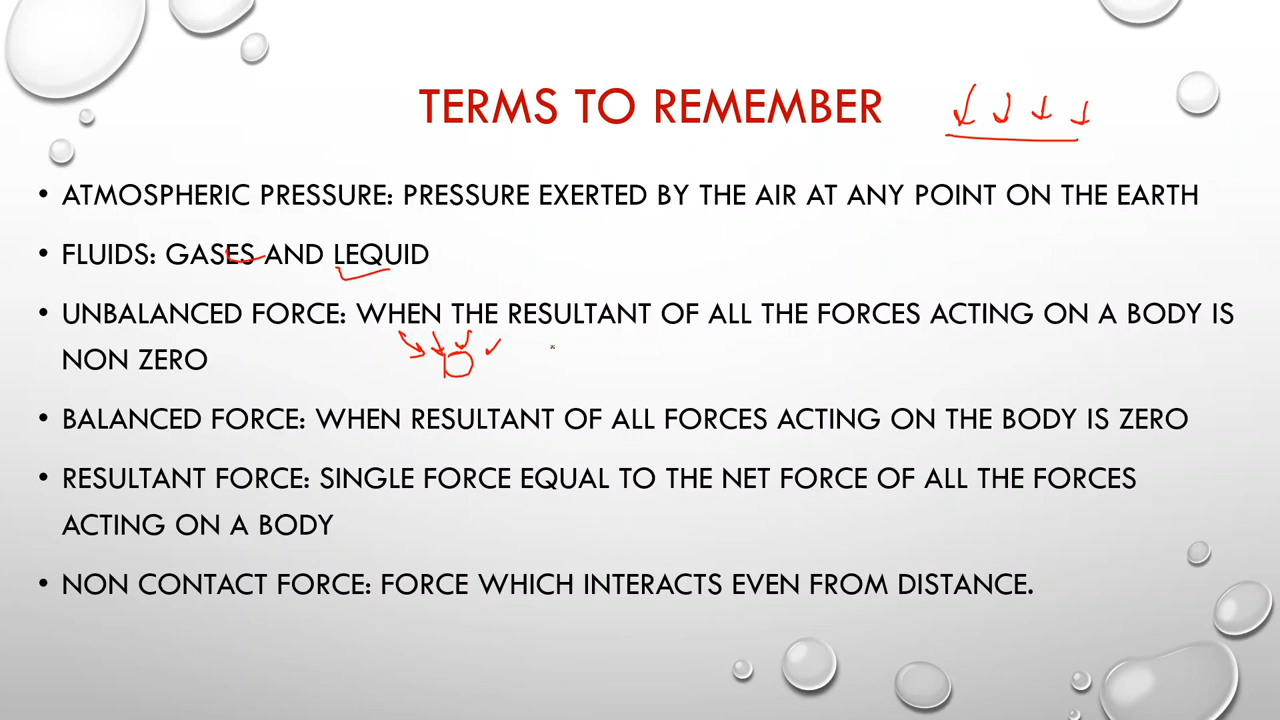 TERMS TO REMEMBER
• ATMOSPHERIC PRESSURE: PRESSURE EXERTED BY THE AIR AT ANY POINT ON THE EARTH
• FLUIDS: GASES AND LEQUID
• UNBALANCED FORCE: WHEN THE RESULTANT OF ALL THE FORCES ACTING ON A BODY IS
NON ZERO
• BALANCED FORCE: WHEN RESULTANT OF ALL FORCES ACTING ON THE BODY IS ZERO
• RESULTANT FORCE: SINGLE FORCE EQUAL TO THE NET FORCE OF ALL THE FORCES
ACTING ON A BODY
• NON CONTACT FORCE: FORCE WHICH INTERACTS EVEN FROM DISTANCE.